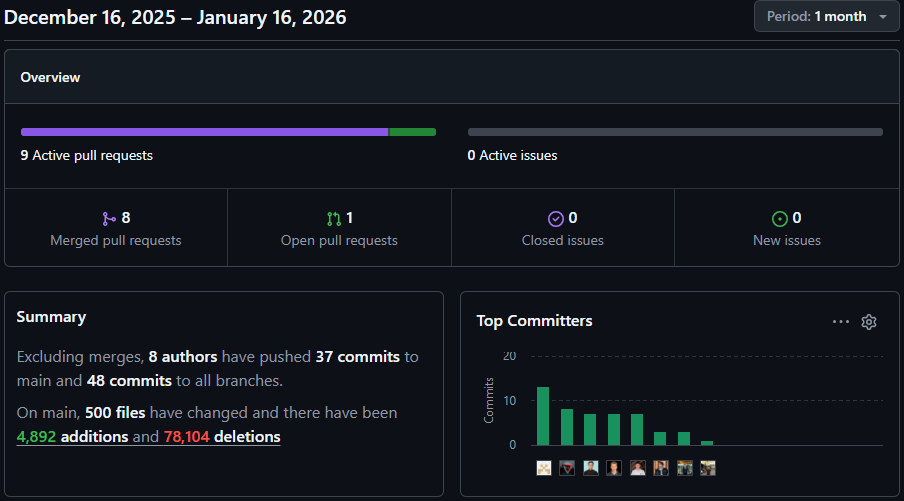 December 16, 2025 – January 16, 2026
Period: 1 month
Overview
9 Active pull requests
0 Active issues
8
Merged pull requests
1
Open pull requests
0
Closed issues
0
New issues
Summary
Excluding merges, 8 authors have pushed 37 commits to
main and 48 commits to all branches.
On main, 500 files have changed and there have been
4,892 additions and 78,104 deletions
Top Committers
Commits
20
10
0